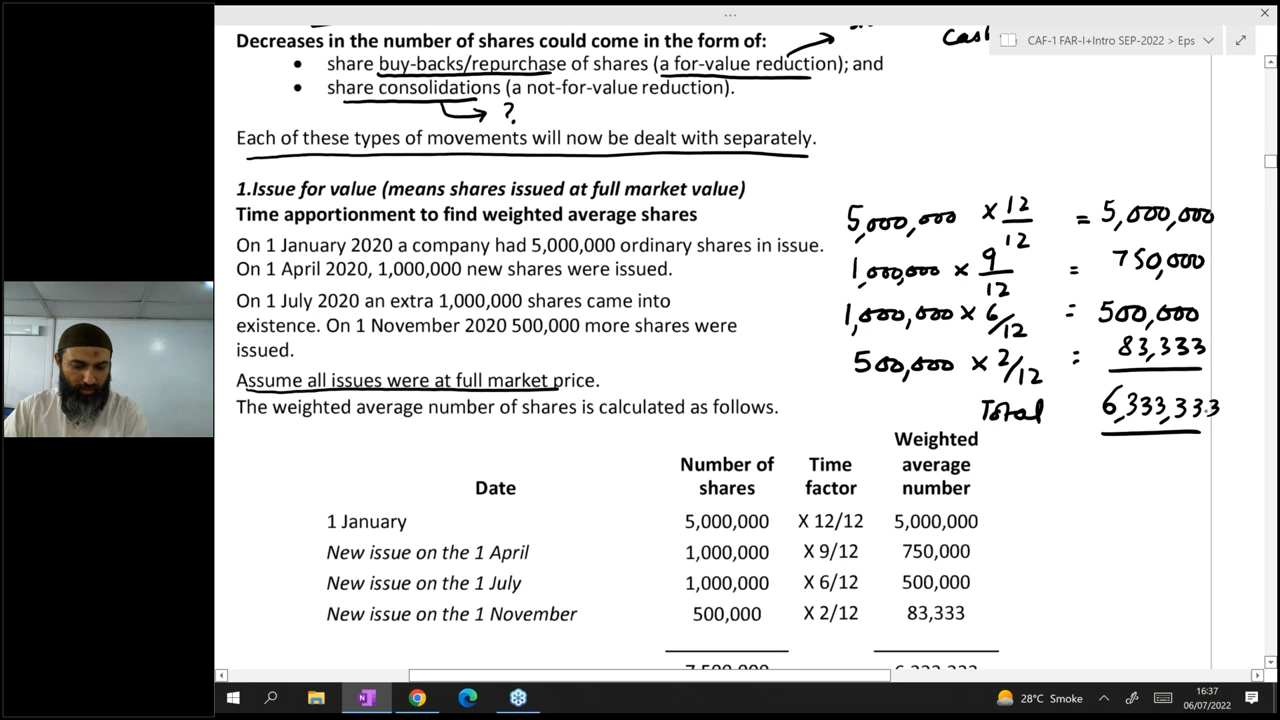 Decreases in the number of shares could come in the form of:
Cas
CAF-1 FAR-I+Intro SEP-2022 > Eps
• share buy-backs/repurchase of shares (a for-value reduction); and
• share consolidations (a not-for-value reduction).
?
Each of these types of movements will now be dealt with separately.
1.Issue for value (means shares issued at full market value)
Time apportionment to find weighted average shares
On 1 January 2020 a company had 5,000,000 ordinary shares in issue.
On 1 April 2020, 1,000,000 new shares were issued.
On 1 July 2020 an extra 1,000,000 shares came into
existence. On 1 November 2020 500,000 more shares were
issued.
Assume all issues were at full market price.
The weighted average number of shares is calculated as follows.
5,000,000 × 12/12 = 5,000,000
1,000,000 × 9/12 = 750,000
1,000,000 × 6/12 = 500,000
500,000 × 2/12 = 83,333
Total 6,333,333
Date Number of shares Time factor Weighted average number
1 January 5,000,000 X 12/12 5,000,000
New issue on the 1 April 1,000,000 X 9/12 750,000
New issue on the 1 July 1,000,000 X 6/12 500,000
New issue on the 1 November 500,000 X 2/12 83,333
7,500,000 6,333,333
28°C Smoke
16:37
06/07/2022